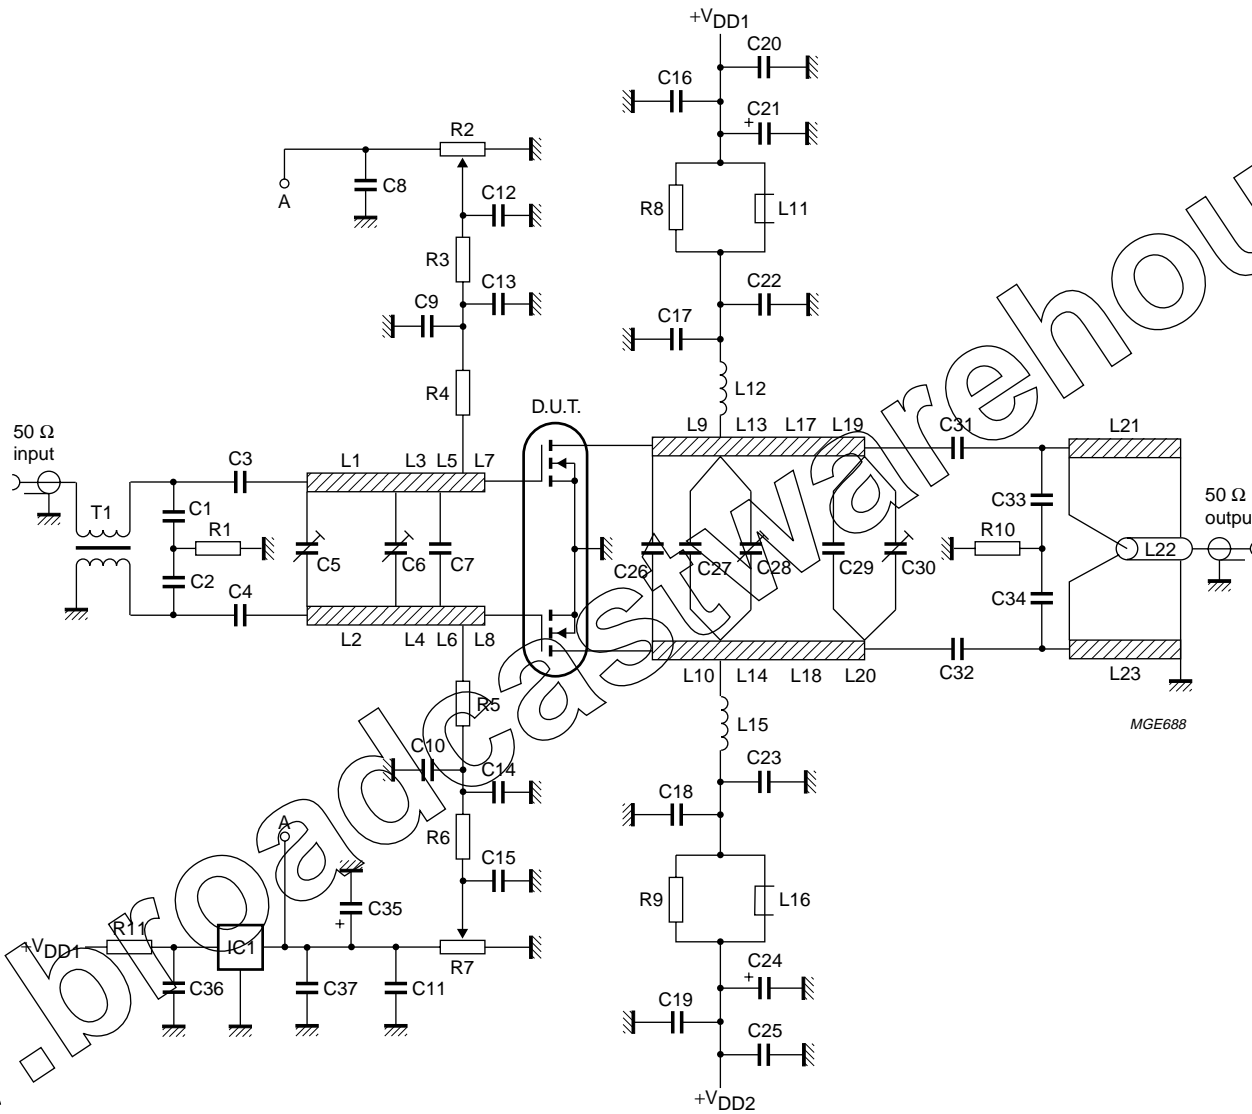 +VDD1
C20
C16
C21
R2
C8
A
C12
R8
L11
R3
C13
C9
C22
C17
R4
L12
D.U.T.
50 Ω
input
C3
L1
L3
L5
L7
L9
L13
L17
L19
C31
L21
T1
C1
R1
C5
C6
C7
C26
C27
C28
C29
C30
C33
R10
L22
50 Ω
output
C2
C4
C34
L2
L4
L6
L8
L10
L14
L18
L20
C32
L23
R5
L15
MGE688
C10
C14
C23
C18
A
R6
C15
R9
L16
C35
+
+VDD1
R11
IC1
R7
C36
C37
C11
C24
+
C19
C25
+VDD2
+
.broadcastwarehou